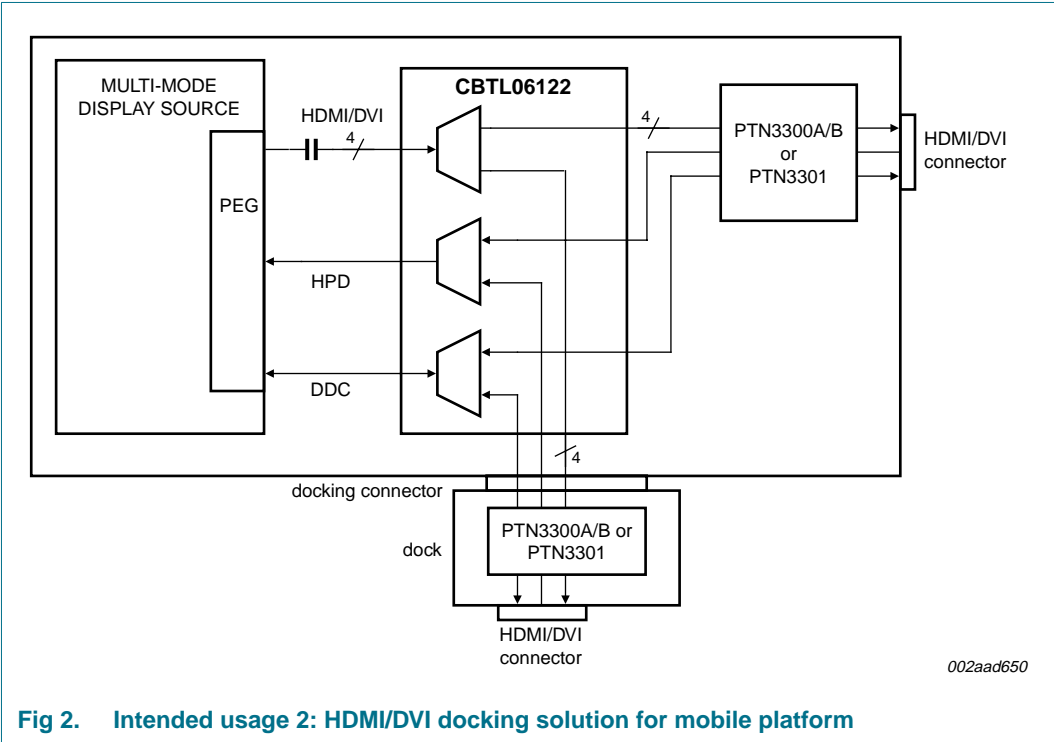 MULTI-MODE
DISPLAY SOURCE
PEG
HDMI/DVI
4
CBTL06122
4
PTN3300A/B
or
PTN3301
HDMI/DVI
connector
HPD
DDC
4
docking connector
dock
PTN3300A/B or
PTN3301
HDMI/DVI
connector
002aad650
Fig 2. Intended usage 2: HDMI/DVI docking solution for mobile platform